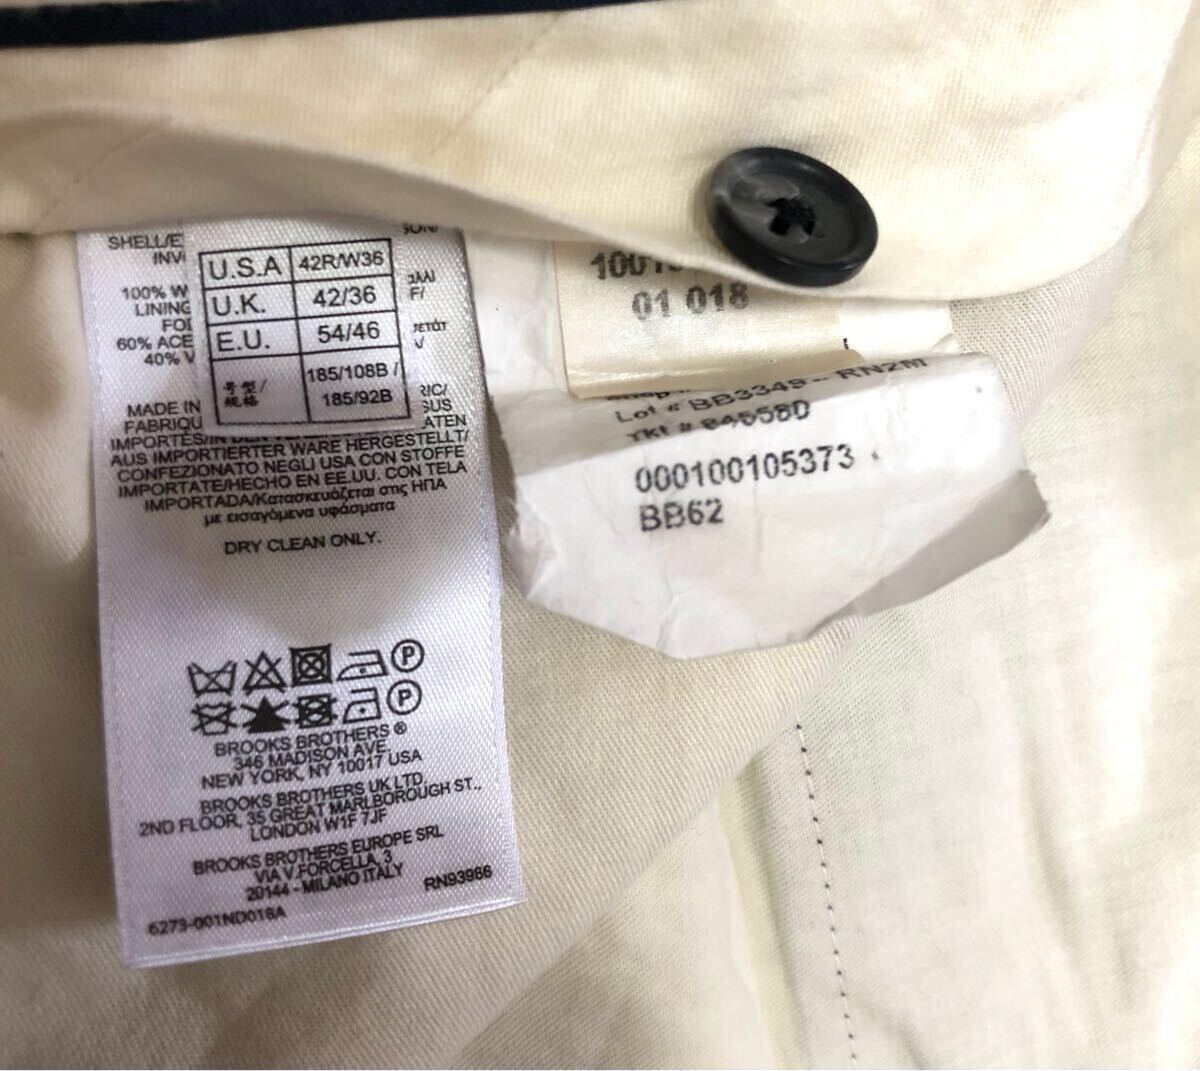 SHELL/E
INV
100% W
LINING
FO
60% ACE
40% V
MADE IN
FABRIQU
U.S.A 42R/W36
U.K. 42/36
E.U. 54/46
号型/ 185/108B /
規格 185/92B
IMPORTÉS/IN DEN
AUS IMPORTIERTER WARE HERGESTELLT/
CONFEZIONATO NEGLI USA CON STOFFE
IMPORTATE/HECHO EN EE.UU. CON TELA
IMPORTADA/Κατασκευάζεται στις ΗΠΑ
με εισαγόμενα υφάσματα
DRY CLEAN ONLY.
P
P
BROOKS BROTHERS ®
346 MADISON AVE.
NEW YORK, NY 10017 USA
BROOKS BROTHERS UK LTD.
2ND FLOOR, 35 GREAT MARLBOROUGH ST.,
LONDON W1F 7JF
BROOKS BROTHERS EUROPE SRL
VIA V.FORCELLA, 3
20144 - MILANO ITALY
RN93966
6273-001ND018A
01 018
Lot # BB3349 - RN2M
Tkt # 845580
000100105373
BB62